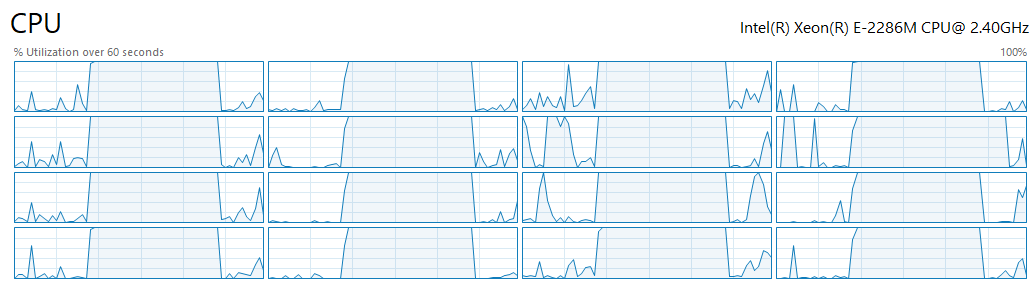 CPU
Intel(R) Xeon(R) E-2286M CPU@ 2.40GHz
% Utilization over 60 seconds
100%